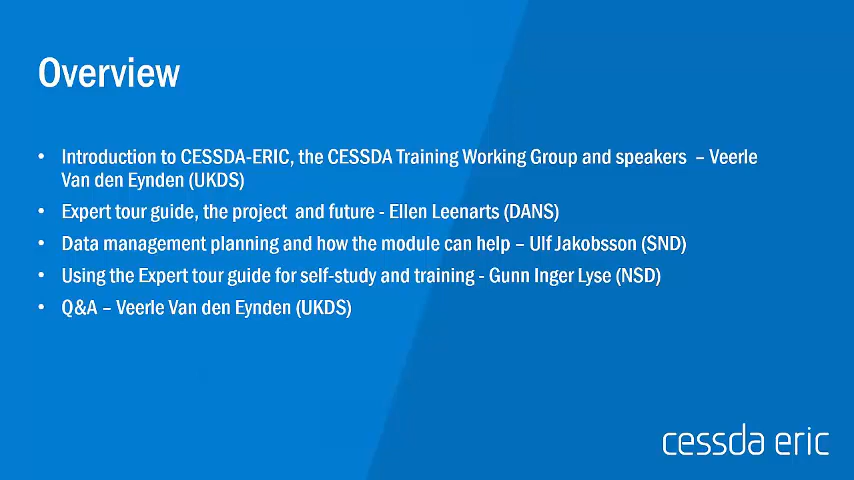 Overview
• Introduction to CESSDA-ERIC, the CESSDA Training Working Group and speakers – Veerle
Van den Eynden (UKDS)
• Expert tour guide, the project and future - Ellen Leenarts (DANS)
• Data management planning and how the module can help – Ulf Jakobsson (SND)
• Using the Expert tour guide for self-study and training - Gunn Inger Lyse (NSD)
• Q&A – Veerle Van den Eynden (UKDS)
cessda eric